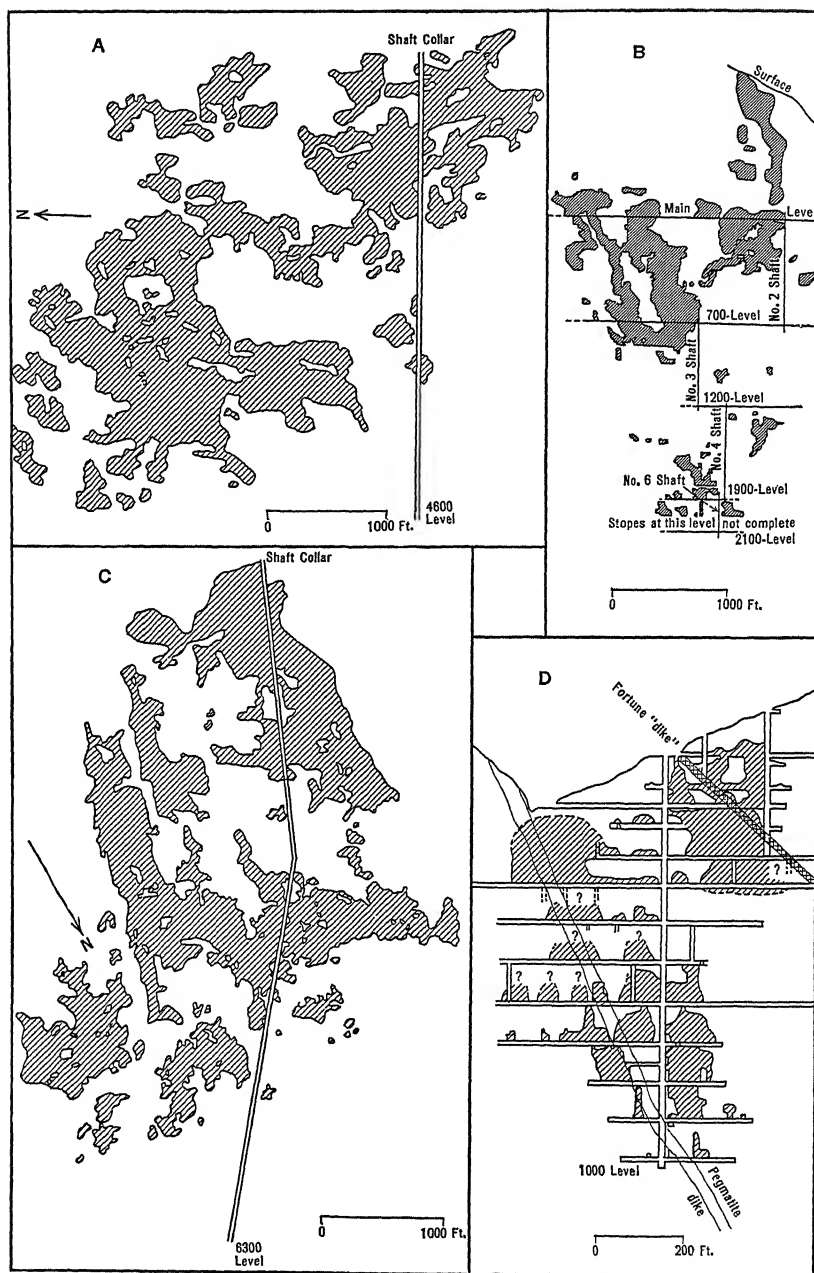 A
Shaft Collar
N
4600
Level
0 1000 Ft.
B
Surface
Main Level
No. 2 Shaft
700-Level
No. 3 Shaft
1200-Level
No. 4 Shaft
No. 6 Shaft
1900-Level
Stopes at this level not complete
2100-Level
0 1000 Ft.
C
Shaft Collar
N
0 1000 Ft.
6300
Level
D
Fortune "dike"
?
?
?
?
?
?
?
?
1000 Level
Pegmatite
dike
0 200 Ft.